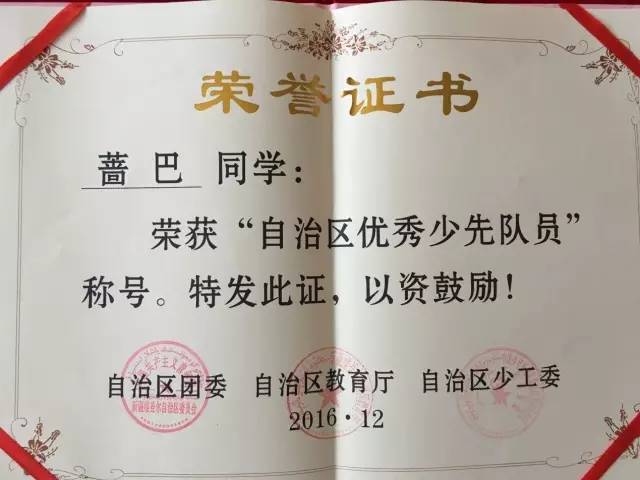 荣誉证书
蔷巴 同学：
荣获“自治区优秀少先队员”
称号。特发此证，以资鼓励！
自治区团委 自治区教育厅 自治区少工委
2016·12